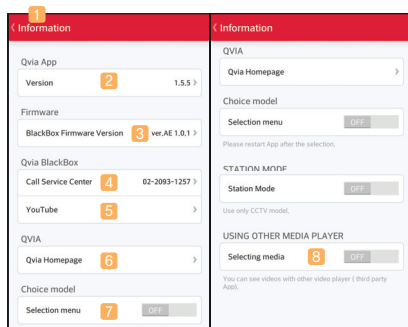 1
Information
Qvia App
Version 2 1.5.5
Firmware
BlackBox Firmware Version 3 ver.AE 1.0.1
Qvia BlackBox
Call Service Center 4 02-2093-1257
YouTube 5
QVIA
Qvia Homepage 6
Choice model
Selection menu 7 OFF
Information
QVIA
Qvia Homepage
Choice model
Selection menu OFF
Please restart App after the selection.
STATION MODE
Station Mode OFF
Use only CCTV model.
USING OTHER MEDIA PLAYER
Selecting media 8 OFF
You can see videos with other video player ( third party
App).